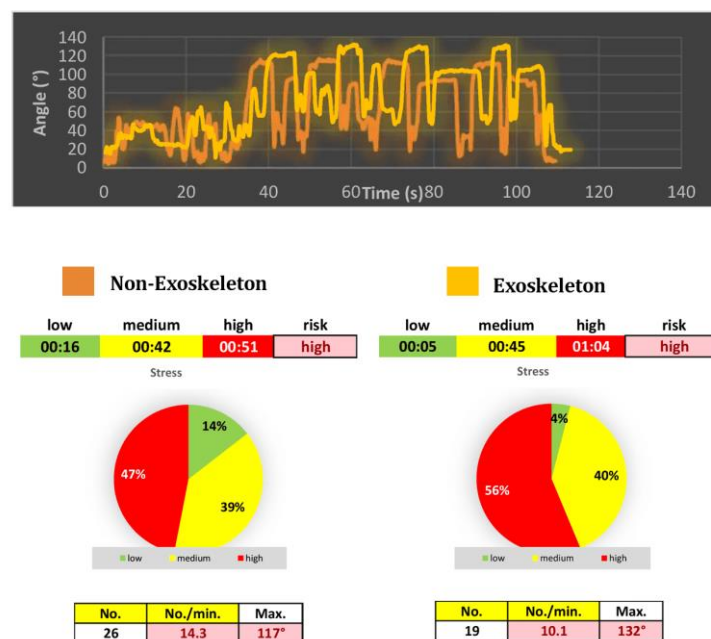 140
120
100
80
60
40
20
0
Angle (°)
0 20 40 60 80 100 120 140
Time (s)
Non-Exoskeleton Exoskeleton
low medium high risk low medium high risk
00:16 00:42 00:51 high 00:05 00:45 01:04 high
Stress Stress
14% 4%
47% 39% 56% 40%
low medium high low medium high
No. No./min. Max. No. No./min. Max.
26 14.3 117° 19 10.1 132°